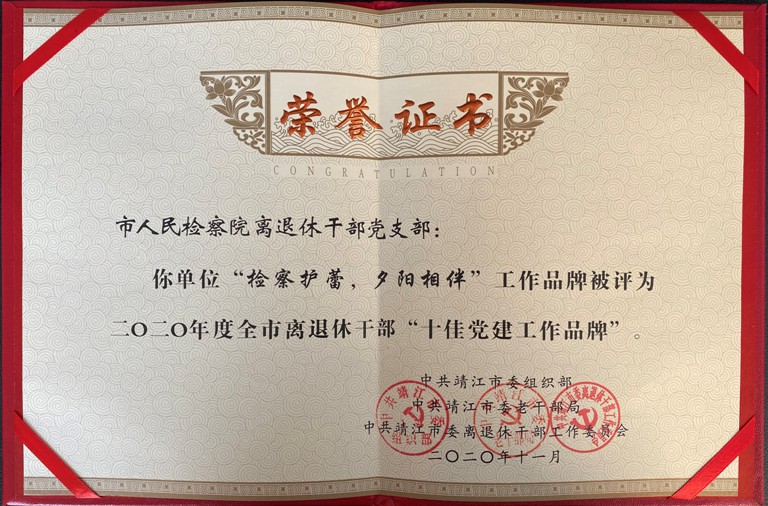 荣誉证书
CONGRATULATION
市人民检察院离退休干部党支部：
你单位“检察护蕾，夕阳相伴”工作品牌被评为
二〇二〇年度全市离退休干部“十佳党建工作品牌”。
中共靖江市委组织部
中共靖江市委老干部局
中共靖江市委离退休干部工作委员会
二〇二〇年十一月